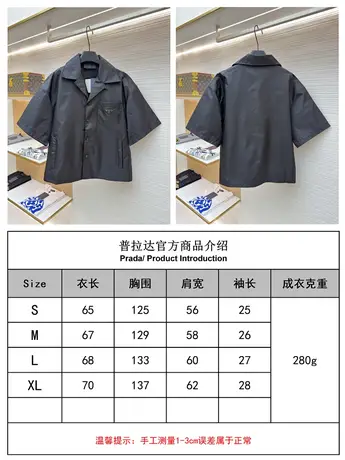 普拉达官方商品介绍
Prada/ Product Introduction
Size 衣长 胸围 肩宽 袖长 成衣克重
S 65 125 56 25
M 67 129 58 26
L 68 133 60 27
280g
XL 70 137 62 28
温馨提示：手工测量1-3cm误差属于正常